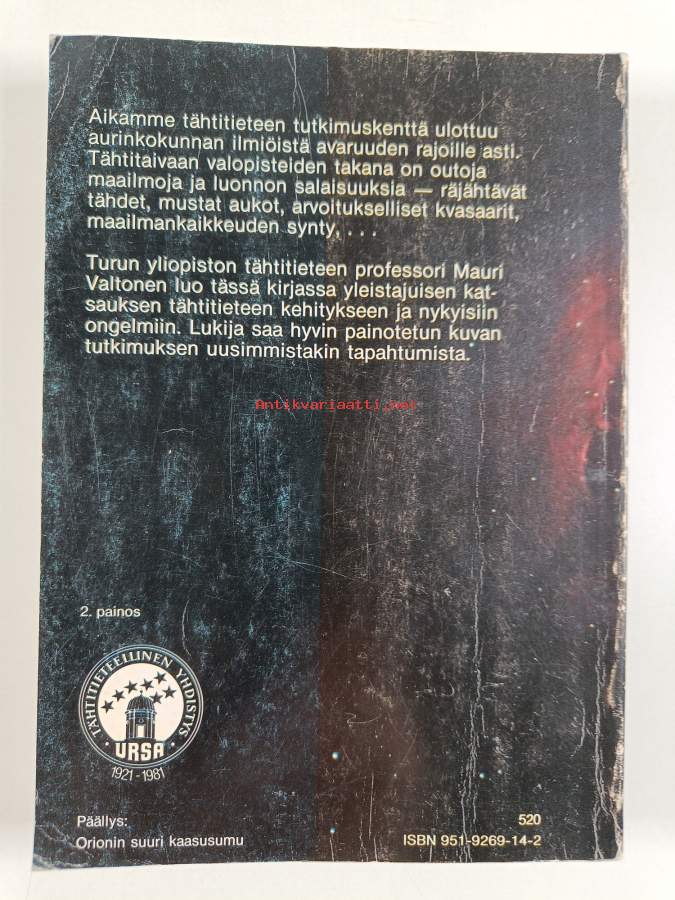 Aikamme tähtitieteen tutkimuskenttä ulottuu
aurinkokunnan ilmiöistä avaruuden rajoille asti.
Tähtitaivaan valopisteiden takana on outoja
maailmoja ja luonnon salaisuuksia — räjähtävät
tähdet, mustat aukot, arvoitukselliset kvasaarit,
maailmankaikkeuden synty, . . .
Turun yliopiston tähtitieteen professori Mauri
Valtonen luo tässä kirjassa yleistajuisen kat-
sauksen tähtitieteen kehitykseen ja nykyisiin
ongelmiin. Lukija saa hyvin painotetun kuvan
tutkimuksen uusimmistakin tapahtumista.
Antikvariaatti.net
2. painos
TÄHTITIETEELLINEN YHDISTYS
URSA
1921-1981
Päällys:
Orionin suuri kaasusumu
520
ISBN 951-9269-14-2